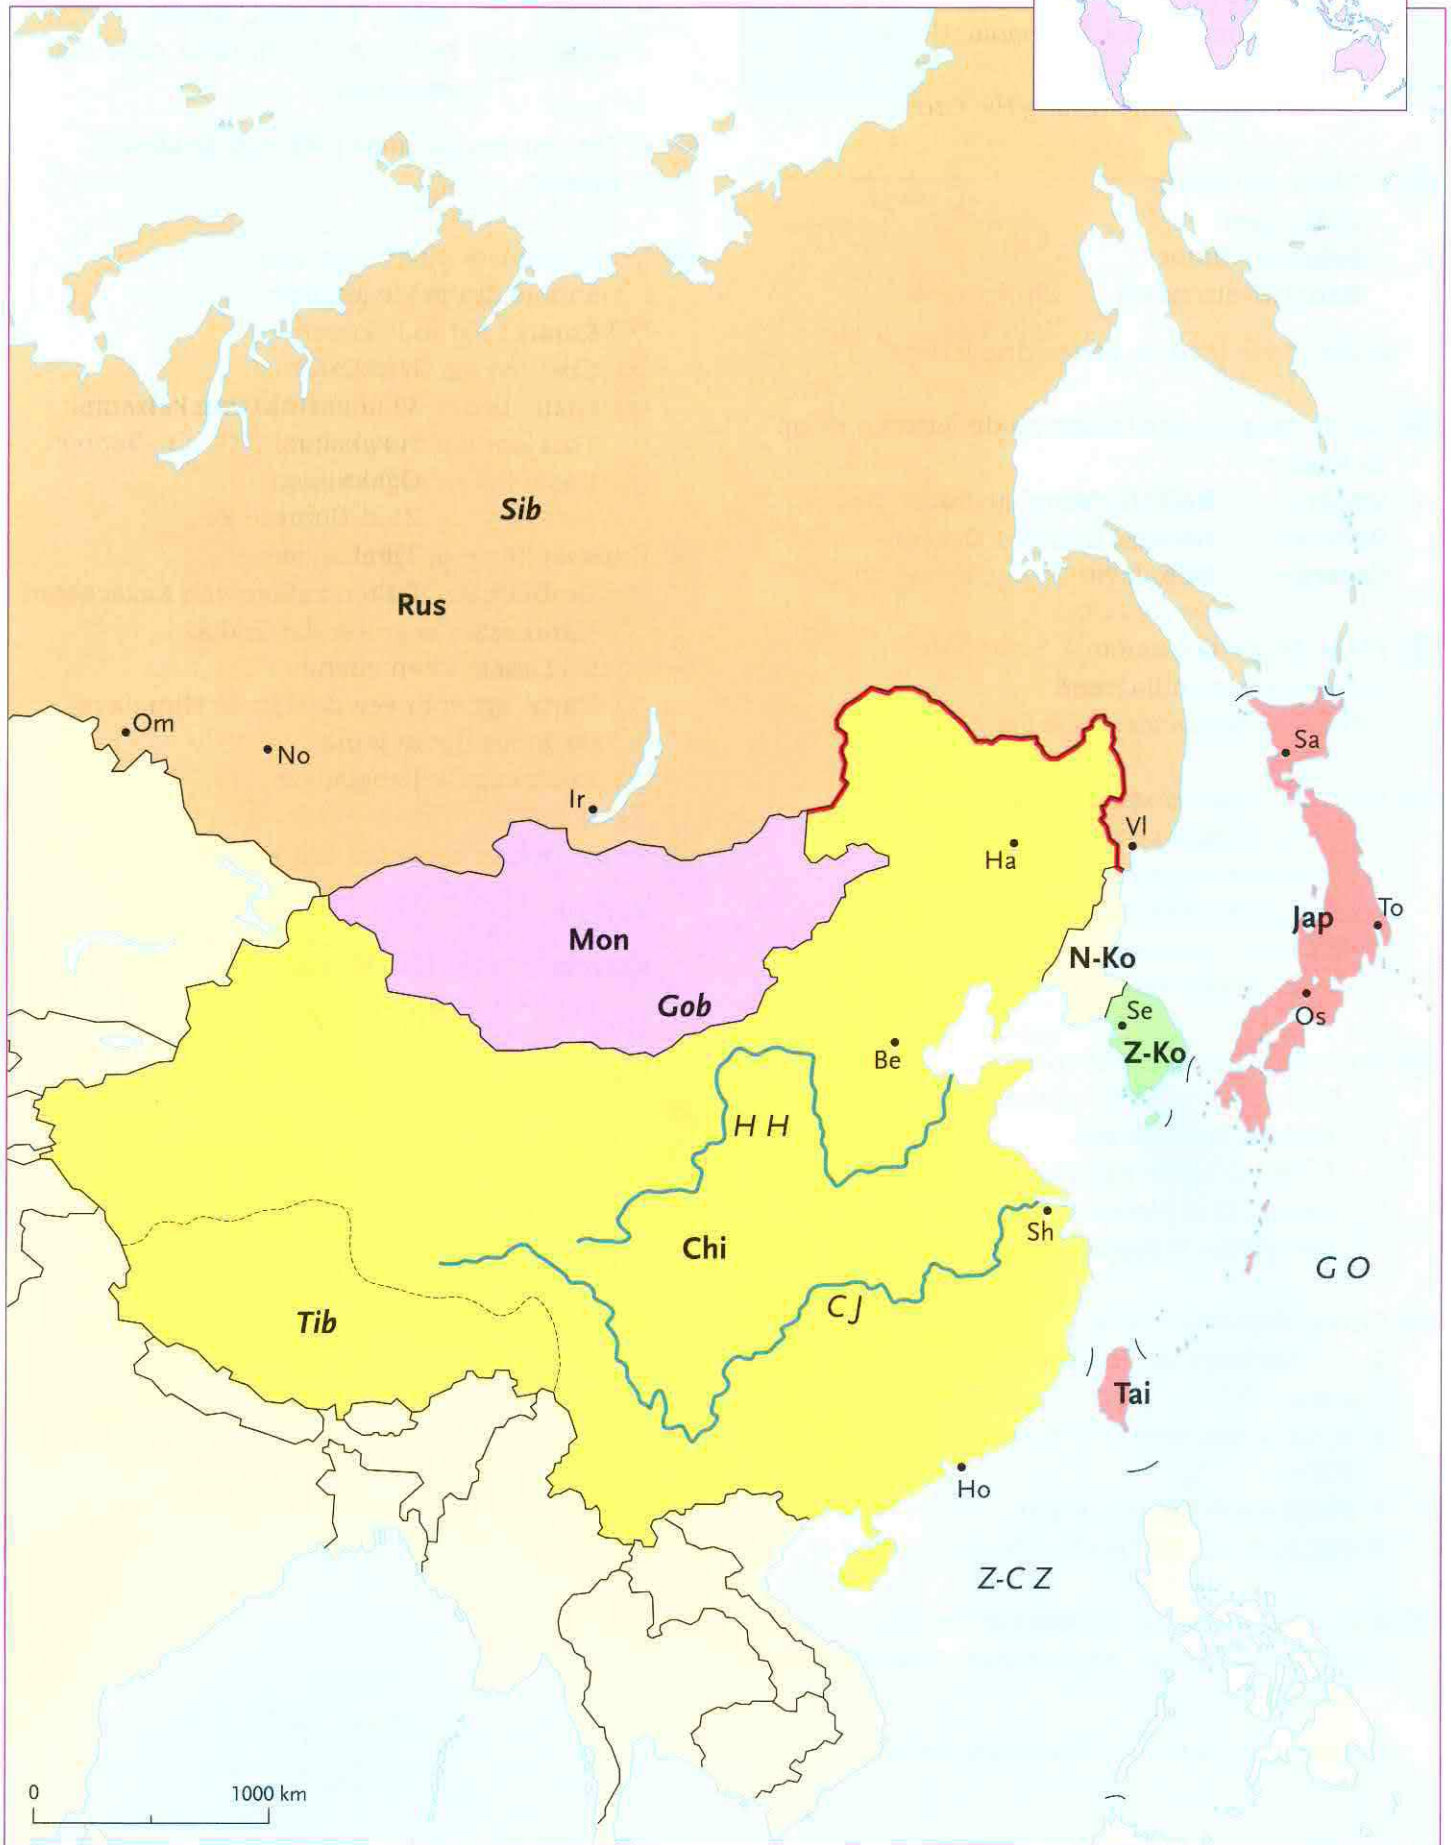 Sib
Rus
Om
No
Ir
Sa
Vl
Ha
Jap
To
Mon
N-Ko
Gob
Se
Os
Z-Ko
Be
H H
Sh
Chi
G O
C J
Tib
Tai
Ho
Z-C Z
0 1000 km